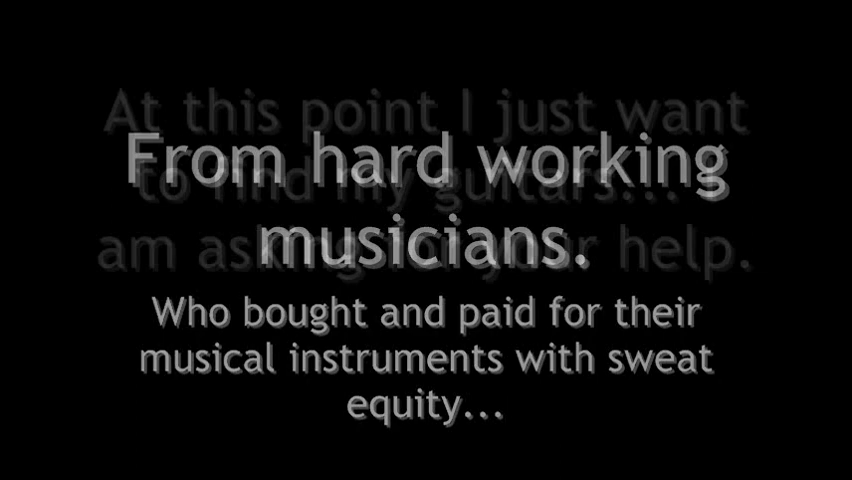 At this point I just want
From hard working
to find my guitars...
musicians.
am asking for your help.
Who bought and paid for their
musical instruments with sweat
equity...